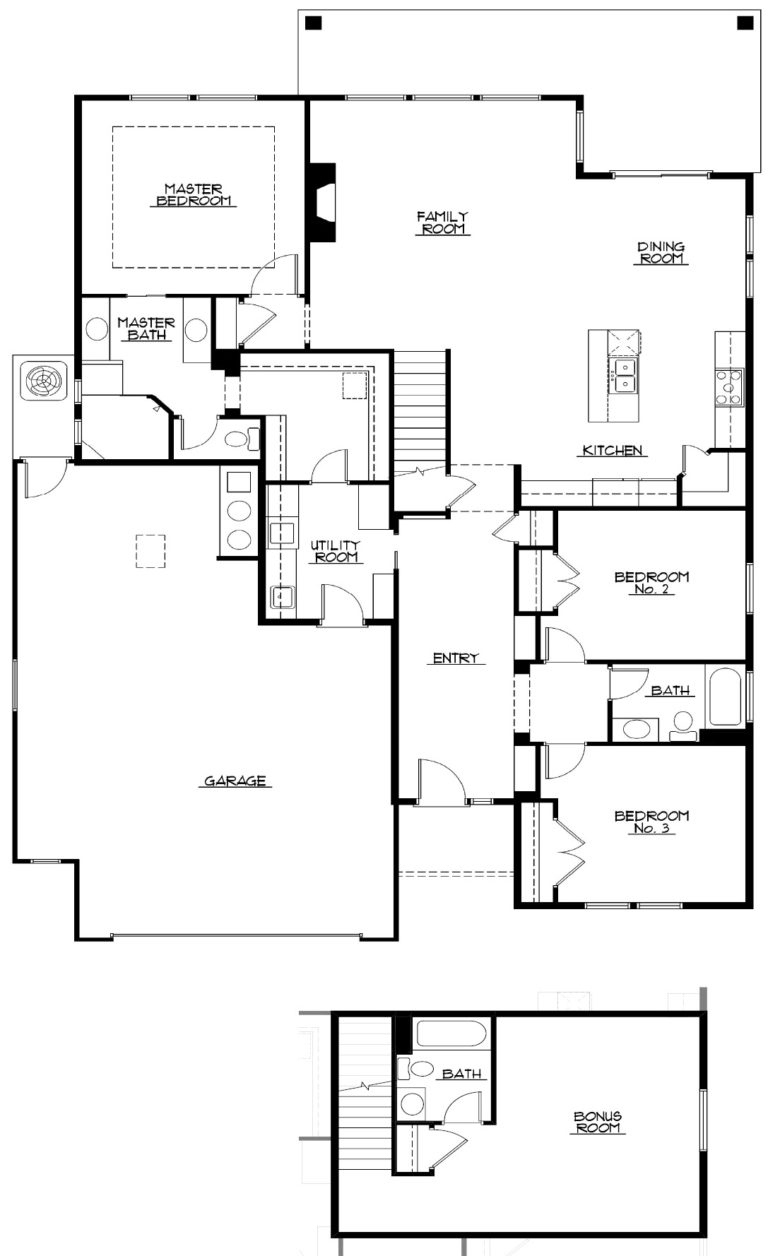 MASTER
BEDROOM
FAMILY
ROOM
DINING
ROOM
MASTER
BATH
KITCHEN
UTILITY
ROOM
BEDROOM
No. 2
ENTRY
BATH
GARAGE
BEDROOM
No. 3
BATH
BONUS
ROOM